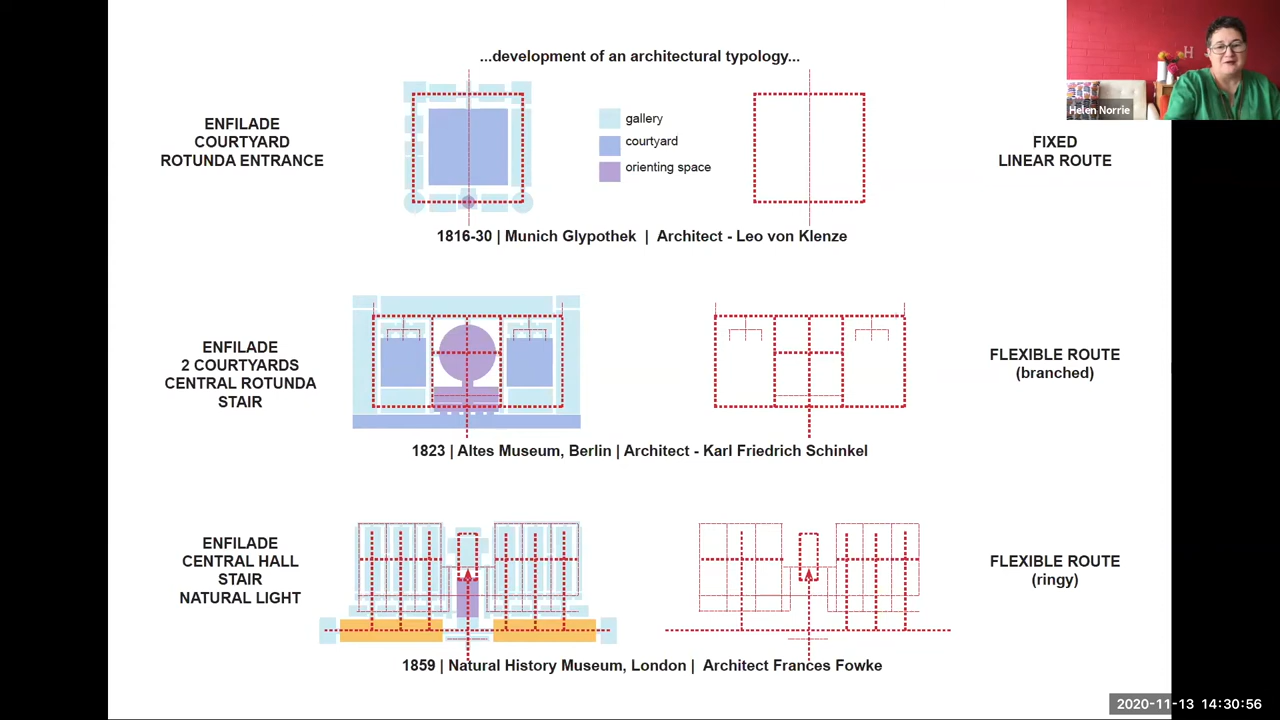 ...development of an architectural typology...
H
Helen Norrie
ENFILADE
COURTYARD
ROTUNDA ENTRANCE
gallery
courtyard
orienting space
FIXED
LINEAR ROUTE
1816-30 | Munich Glypothek | Architect - Leo von Klenze
ENFILADE
2 COURTYARDS
CENTRAL ROTUNDA
STAIR
FLEXIBLE ROUTE
(branched)
1823 | Altes Museum, Berlin | Architect - Karl Friedrich Schinkel
ENFILADE
CENTRAL HALL
STAIR
NATURAL LIGHT
FLEXIBLE ROUTE
(ringy)
1859 | Natural History Museum, London | Architect Frances Fowke
2020-11-13 14:30:56